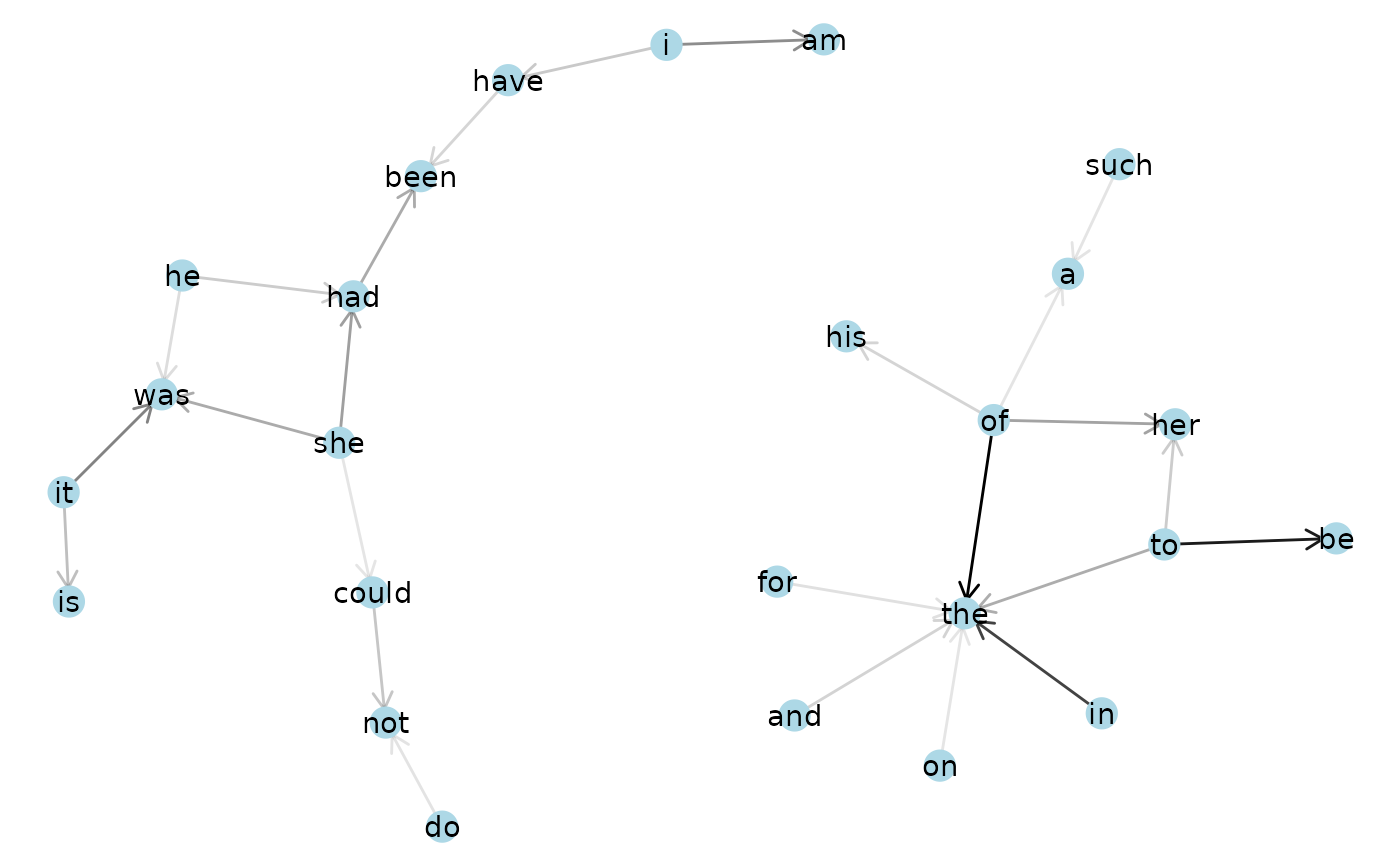 i
am
have
such
been
a
he
had
his
was
of
her
she
it
to
be
for
could
is
the
in
and
not
on
do